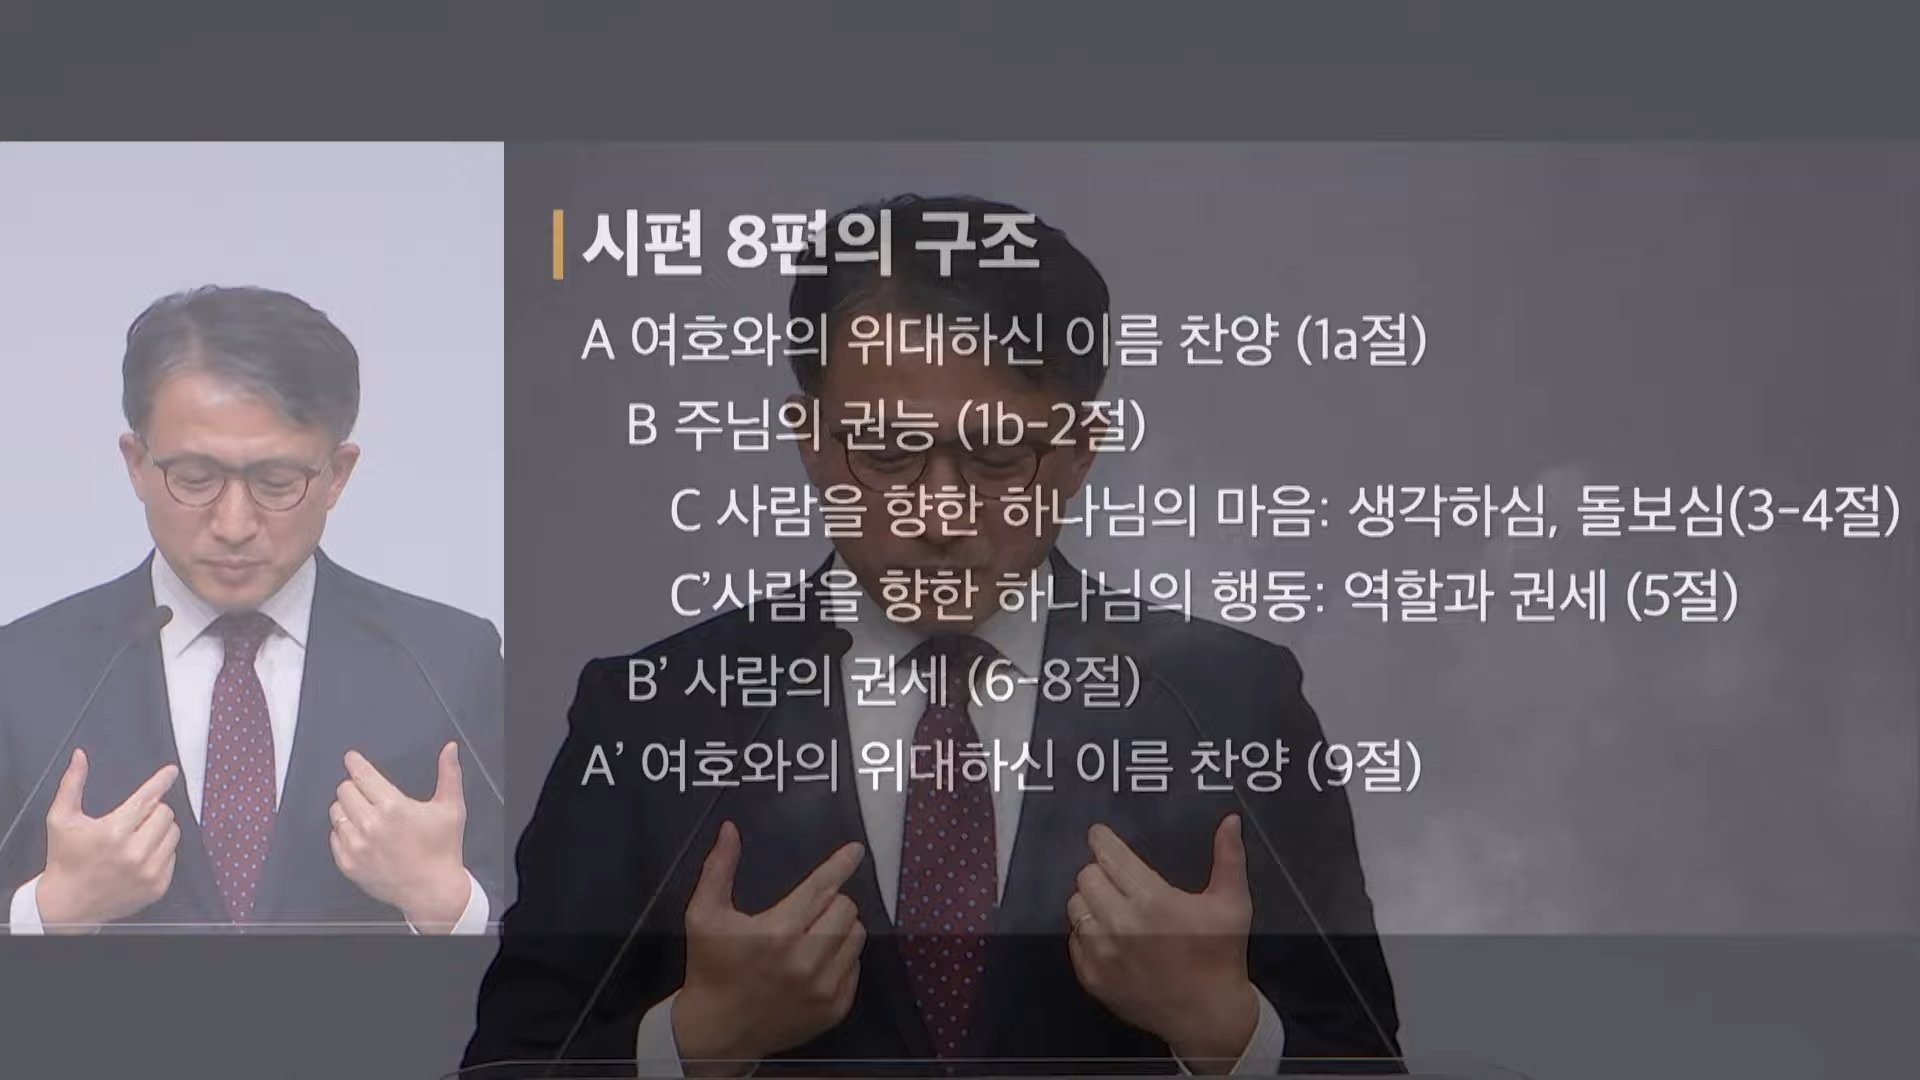 시편 8편의 구조
A 여호와의 위대하신 이름 찬양 (1a절)
B 주님의 권능 (1b-2절)
C 사람을 향한 하나님의 마음: 생각하심, 돌보심(3-4절)
C’사람을 향한 하나님의 행동: 역할과 권세 (5절)
B’ 사람의 권세 (6-8절)
A’ 여호와의 위대하신 이름 찬양 (9절)